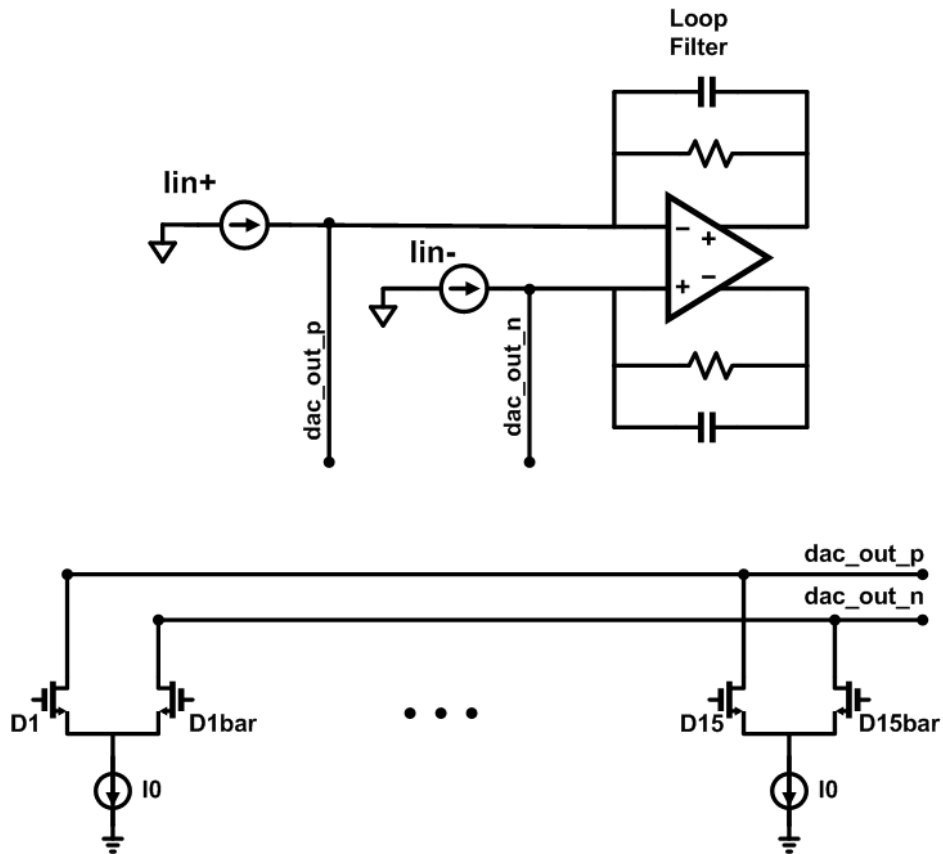 Loop
Filter
Iin+
−
+
Iin-
+
−
dac_out_p
dac_out_n
dac_out_p
dac_out_n
D1
D1bar
D15
D15bar
I0
I0